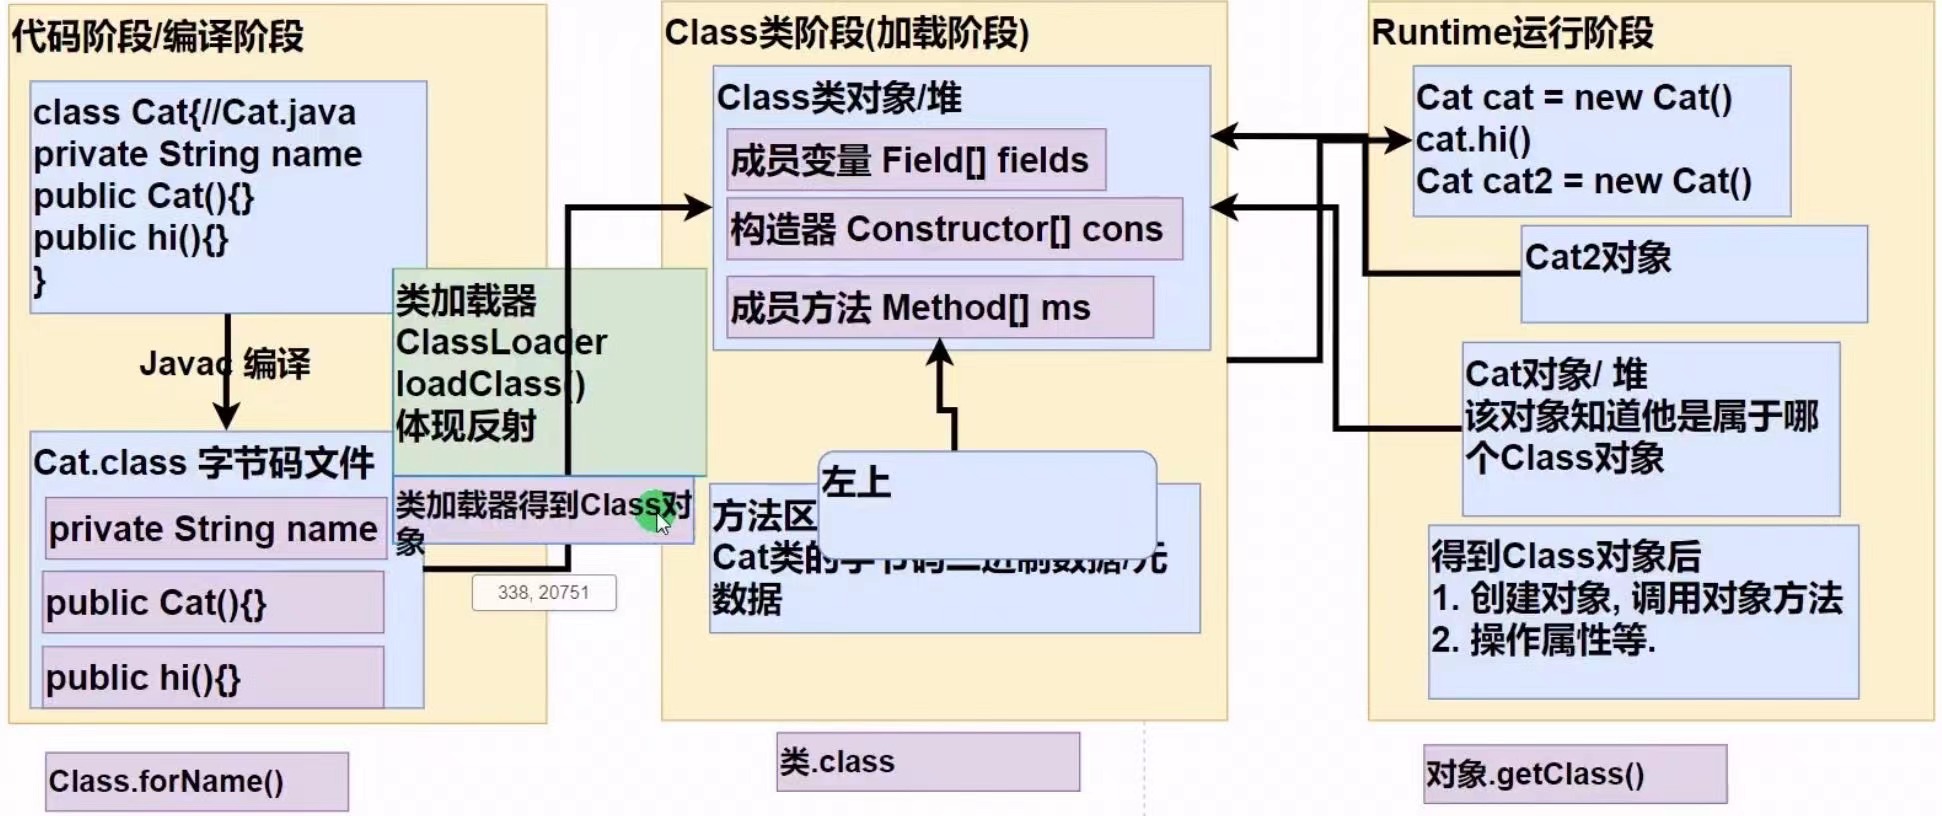 代码阶段/编译阶段
class Cat{//Cat.java
private String name
public Cat(){}
public hi(){}
}
Javac 编译
Cat.class 字节码文件
private String name
public Cat(){}
public hi(){}
Class.forName()
类加载器
ClassLoader
loadClass()
体现反射
类加载器得到Class对
象
338, 20751
Class类阶段(加载阶段)
Class类对象/堆
成员变量 Field[] fields
构造器 Constructor[] cons
成员方法 Method[] ms
左上
方法区
Cat类的字节码二进制数据/元
数据
类.class
Runtime运行阶段
Cat cat = new Cat()
cat.hi()
Cat cat2 = new Cat()
Cat2对象
Cat对象/ 堆
该对象知道他是属于哪
个Class对象
得到Class对象后
1. 创建对象, 调用对象方法
2. 操作属性等.
对象.getClass()